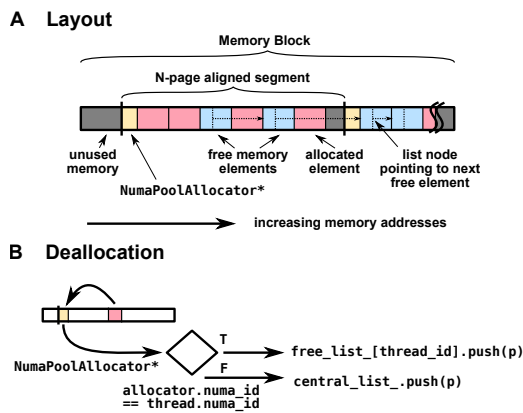 A Layout
Memory Block
N-page aligned segment
unused
memory
free memory
elements
allocated
element
list node
pointing to next
free element
NumaPoolAllocator*
increasing memory addresses
B Deallocation
NumaPoolAllocator*
T
free_list_[thread_id].push(p)
F
central_list_.push(p)
allocator.numa_id
== thread.numa_id